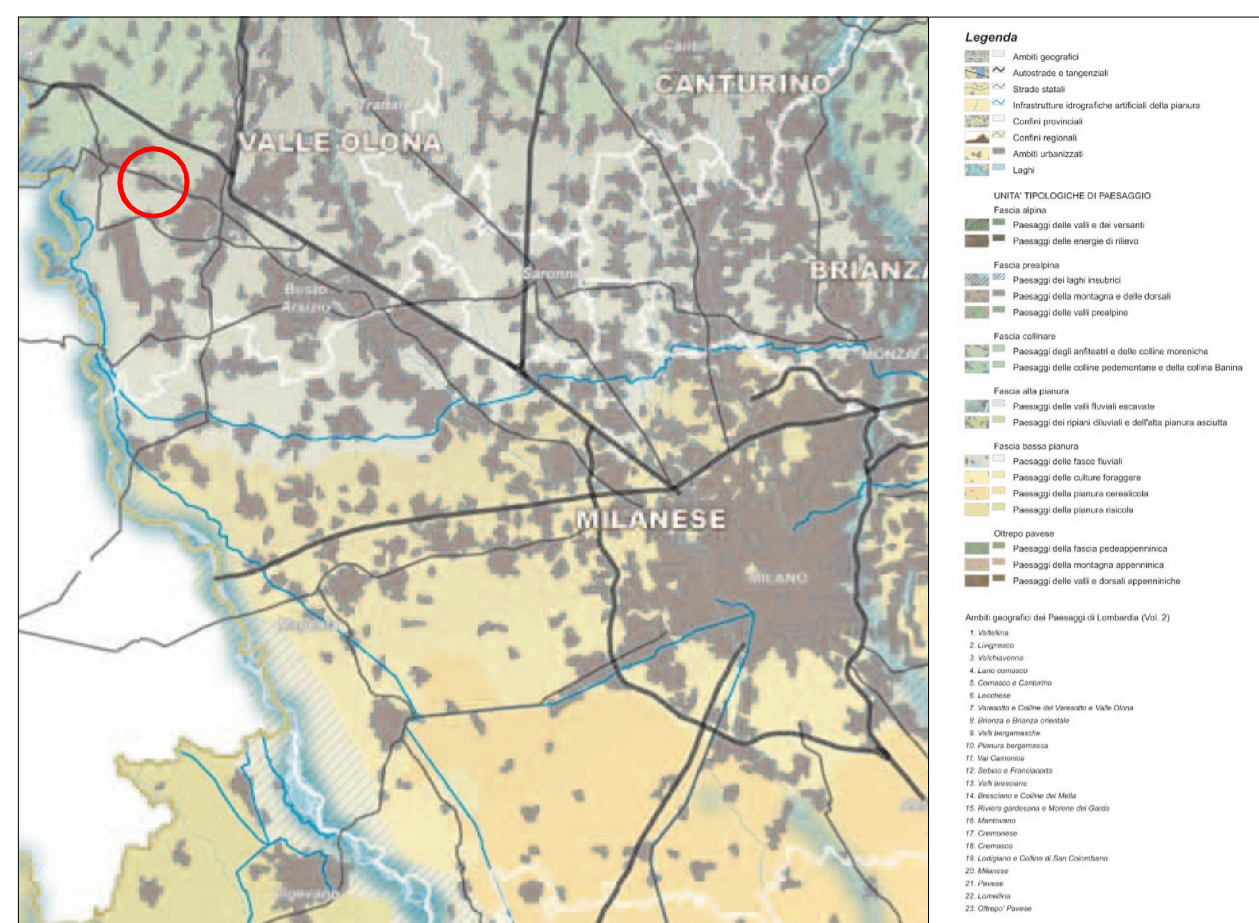 Cantù
CANTURINO
Tradate
VALLE OLONA
Saronno
BRIANZA
Busto
Arsizio
MONZA
MILANESE
MILANO
Magenta
Vigevano
Legenda
Ambiti geografici
Autostrade e tangenziali
Strade statali
Infrastrutture idrografiche artificiali della pianura
Confini provinciali
Confini regionali
Ambiti urbanizzati
Laghi
UNITA' TIPOLOGICHE DI PAESAGGIO
Fascia alpina
Paesaggi delle valli e dei versanti
Paesaggi delle energie di rilievo
Fascia prealpina
Paesaggi dei laghi insubrici
Paesaggi della montagna e delle dorsali
Paesaggi delle valli prealpine
Fascia collinare
Paesaggi degli anfiteatri e delle colline moreniche
Paesaggi delle colline pedemontane e della collina Banina
Fascia alta pianura
Paesaggi delle valli fluviali escavate
Paesaggi dei ripiani diluviali e dell'alta pianura asciutta
Fascia bassa pianura
Paesaggi delle fasce fluviali
Paesaggi delle culture foraggere
Paesaggi della pianura cerealicola
Paesaggi della pianura risicola
Oltrepo pavese
Paesaggi della fascia pedeappenninica
Paesaggi della montagna appenninica
Paesaggi delle valli e dorsali appenniniche
Ambiti geografici dei Paesaggi di Lombardia (Vol. 2)
1. Valtellina
2. Livignasco
3. Valchiavenna
4. Lario comasco
5. Comasco e Canturino
6. Lecchese
7. Varesotto e Colline del Varesotto e Valle Olona
8. Brianza e Brianza orientale
9. Valli bergamasche
10. Pianura bergamasca
11. Val Camonica
12. Sebino e Franciacorta
13. Valli bresciane
14. Bresciano e Colline del Mella
15. Riviera gardesana e Morene del Garda
16. Mantovano
17. Cremonese
18. Cremasco
19. Lodigiano e Colline di San Colombano
20. Milanese
21. Pavese
22. Lomellina
23. Oltrepo' Pavese